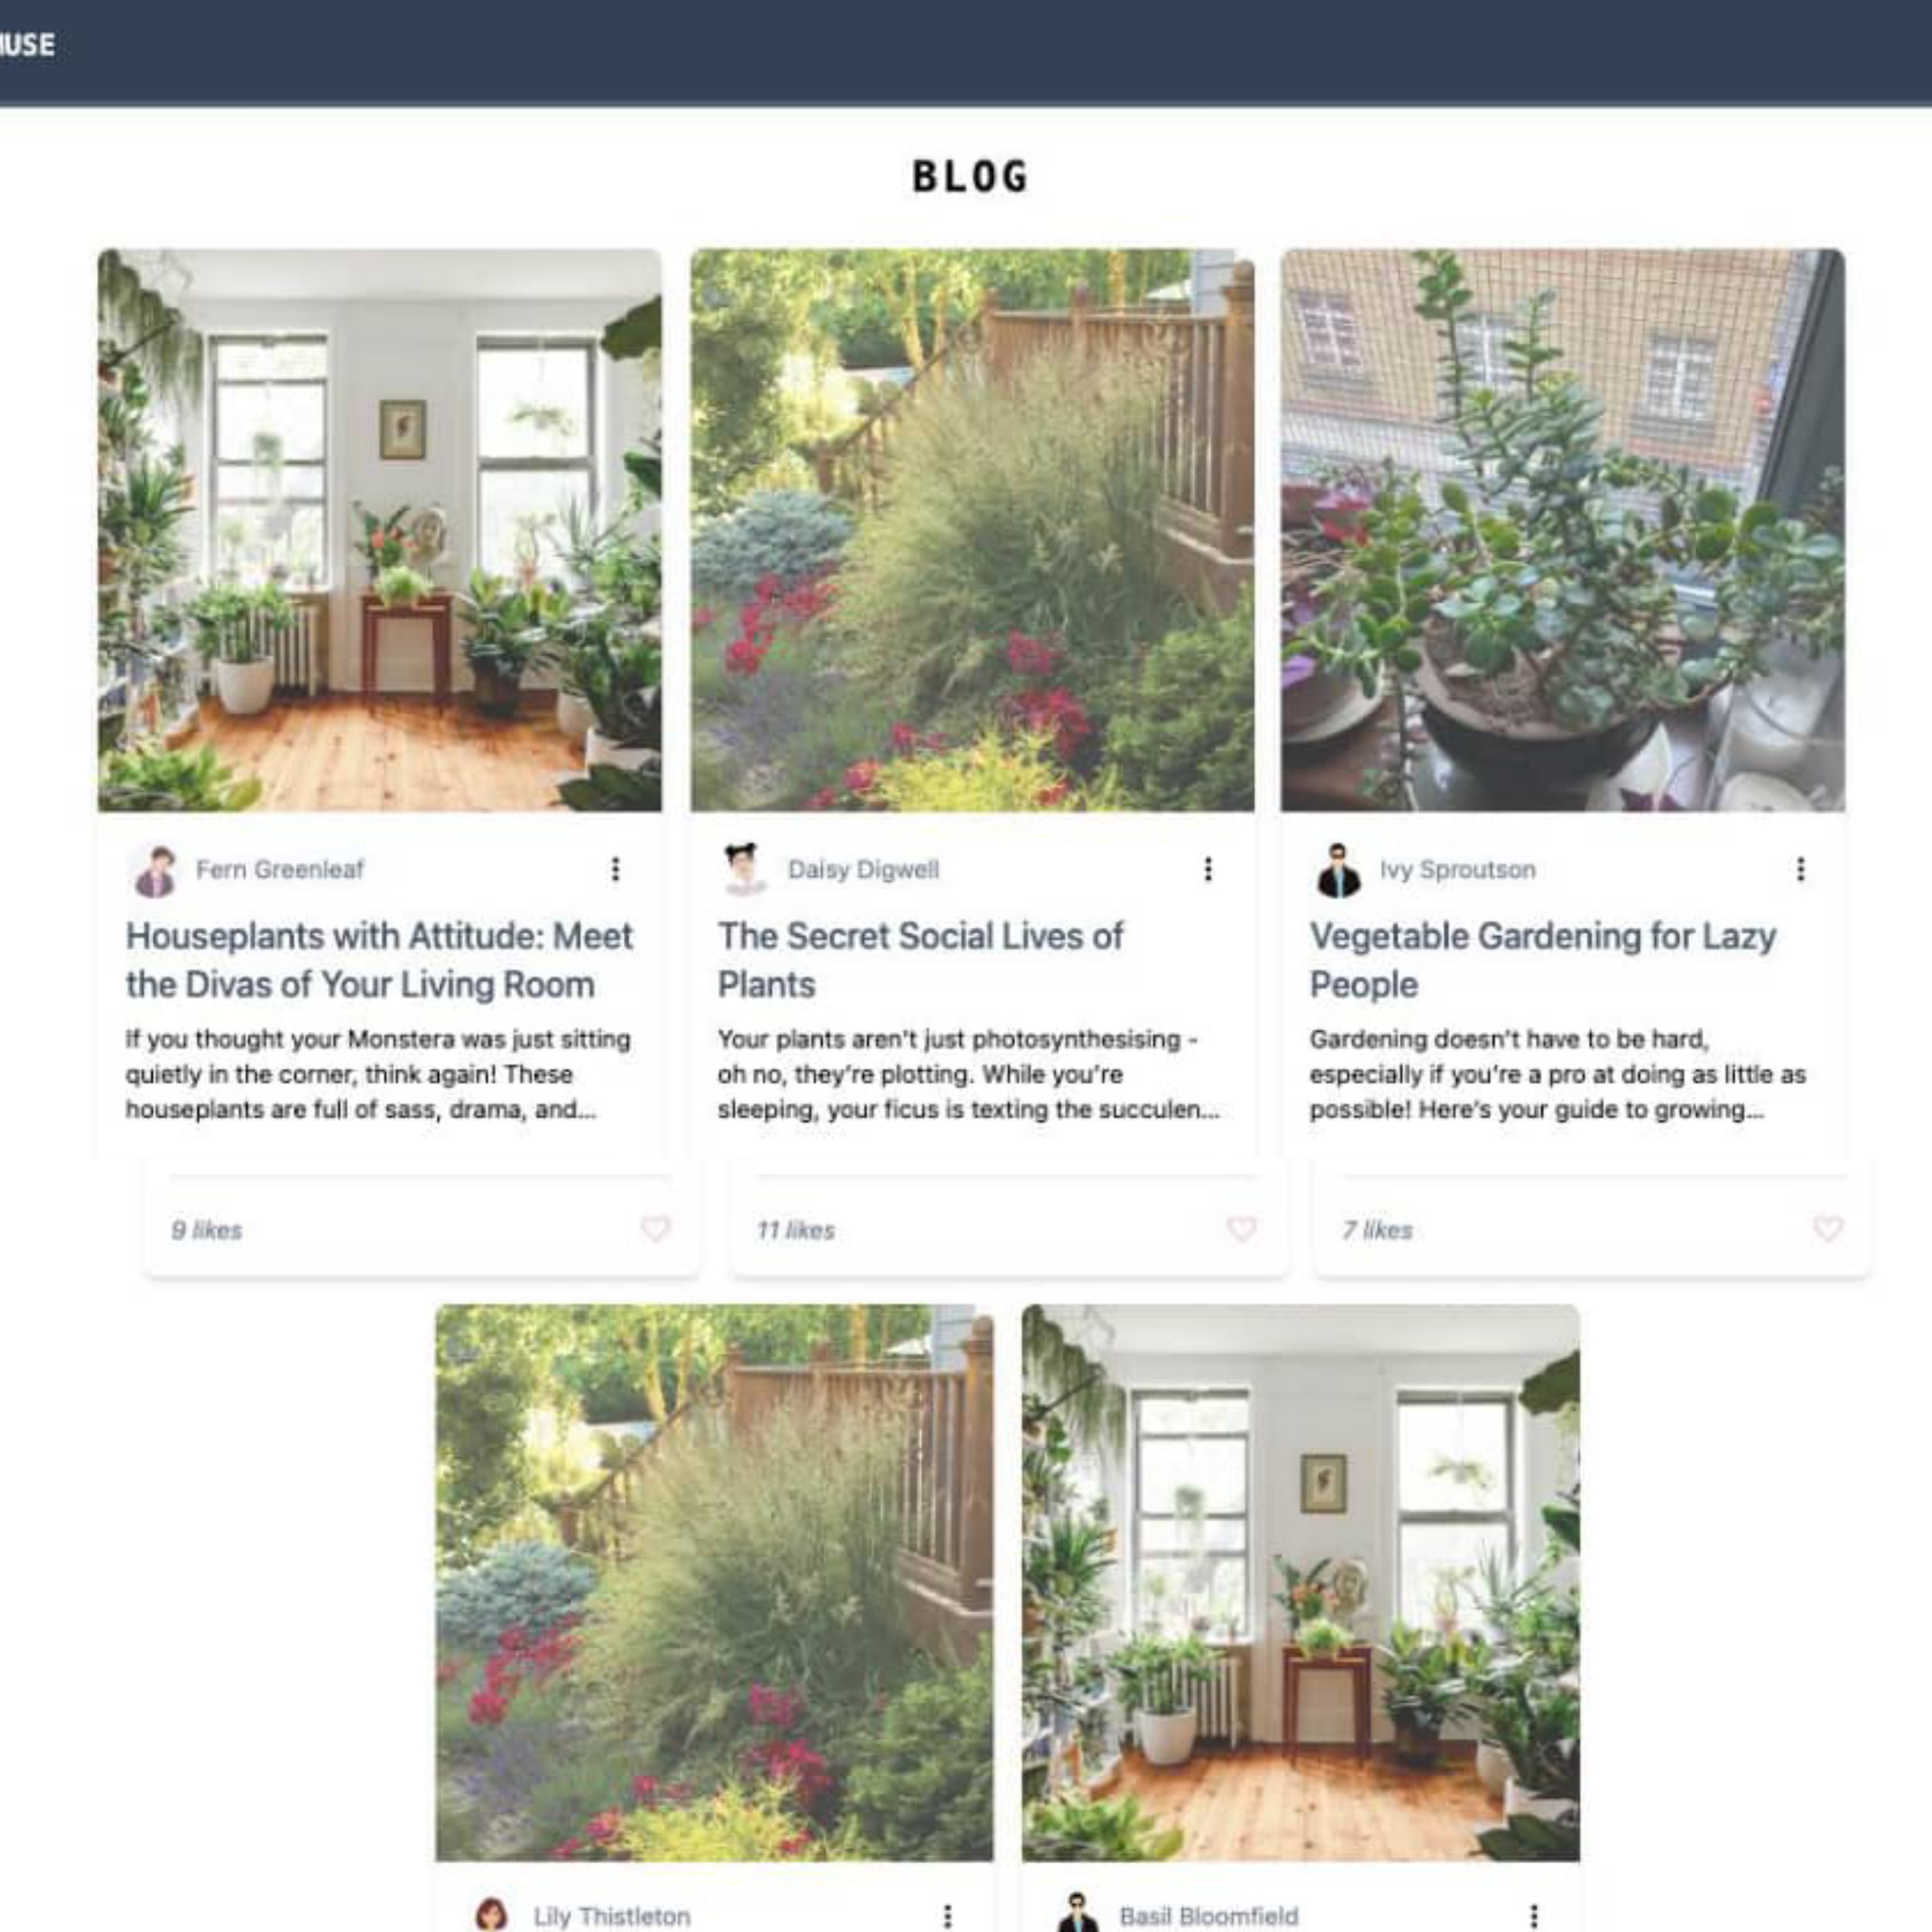 BLOG
Fern Greenleaf
Houseplants with Attitude: Meet
the Divas of Your Living Room
If you thought your Monstera was just sitting
quietly in the corner, think again! These
houseplants are full of sass, drama, and...
9 likes
Daisy Digwell
The Secret Social Lives of
Plants
Your plants aren't just photosynthesising -
oh no, they're plotting. While you're
sleeping, your ficus is texting the succulen...
11 likes
Ivy Sproutson
Vegetable Gardening for Lazy
People
Gardening doesn't have to be hard,
especially if you're a pro at doing as little as
possible! Here's your guide to growing...
7 likes
Lily Thistleton
Basil Bloomfield